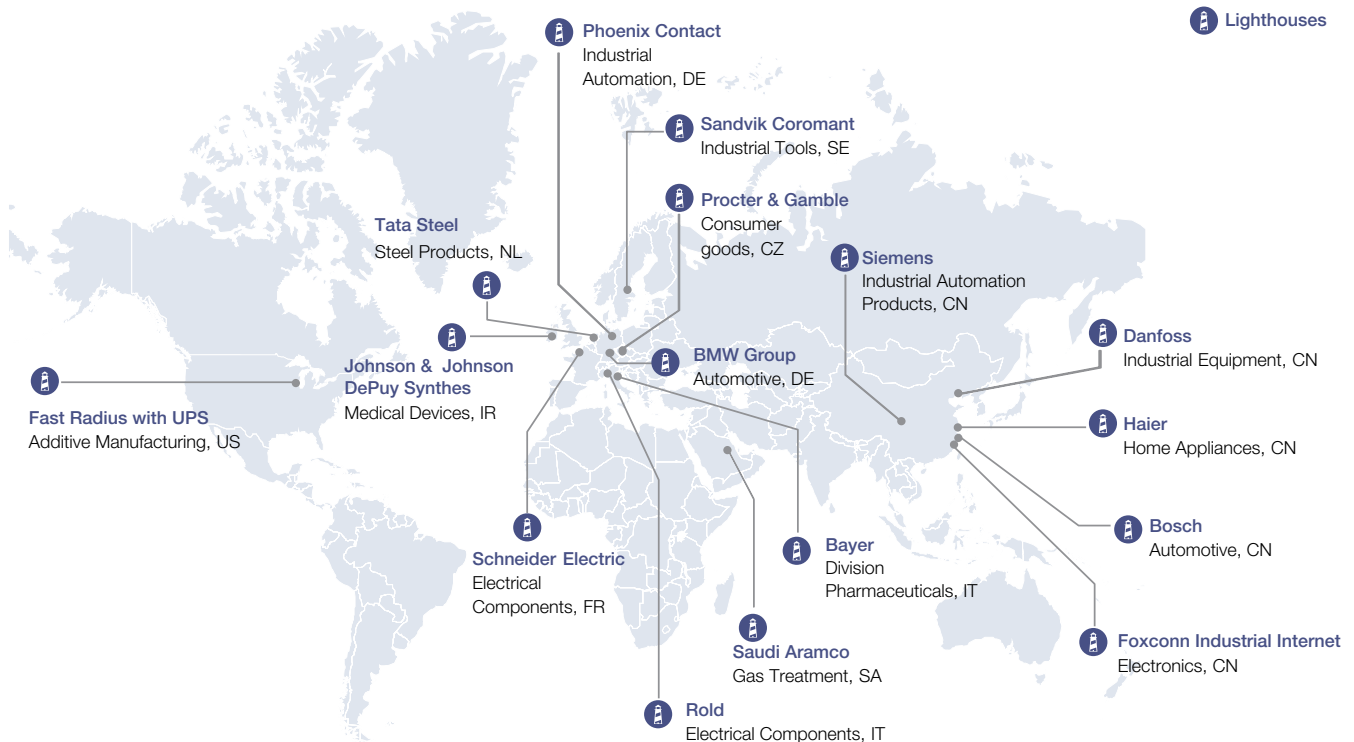 Lighthouses
Phoenix Contact
Industrial
Automation, DE
Sandvik Coromant
Industrial Tools, SE
Procter & Gamble
Consumer
goods, CZ
Tata Steel
Steel Products, NL
Siemens
Industrial Automation
Products, CN
Danfoss
Industrial Equipment, CN
BMW Group
Automotive, DE
Johnson & Johnson
DePuy Synthes
Medical Devices, IR
Fast Radius with UPS
Additive Manufacturing, US
Haier
Home Appliances, CN
Bosch
Automotive, CN
Schneider Electric
Electrical
Components, FR
Bayer
Division
Pharmaceuticals, IT
Saudi Aramco
Gas Treatment, SA
Foxconn Industrial Internet
Electronics, CN
Rold
Electrical Components, IT